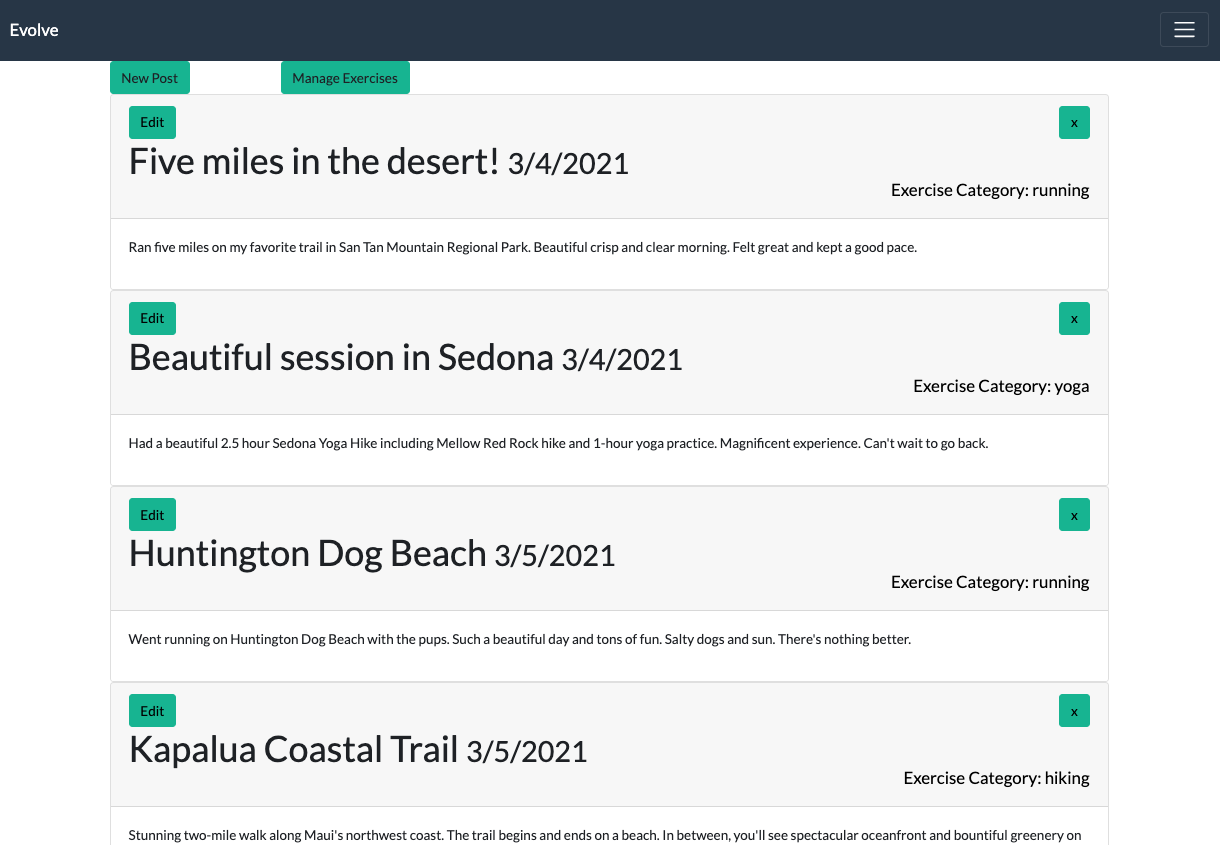 Evolve
New Post Manage Exercises
Edit x
Five miles in the desert! 3/4/2021
Exercise Category: running
Ran five miles on my favorite trail in San Tan Mountain Regional Park. Beautiful crisp and clear morning. Felt great and kept a good pace.
Edit x
Beautiful session in Sedona 3/4/2021
Exercise Category: yoga
Had a beautiful 2.5 hour Sedona Yoga Hike including Mellow Red Rock hike and 1-hour yoga practice. Magnificent experience. Can't wait to go back.
Edit x
Huntington Dog Beach 3/5/2021
Exercise Category: running
Went running on Huntington Dog Beach with the pups. Such a beautiful day and tons of fun. Salty dogs and sun. There's nothing better.
Edit x
Kapalua Coastal Trail 3/5/2021
Exercise Category: hiking
Stunning two-mile walk along Maui's northwest coast. The trail begins and ends on a beach. In between, you'll see spectacular oceanfront and bountiful greenery on